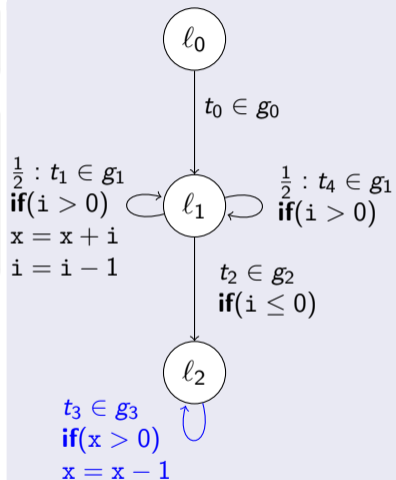 ℓ₀
t₀ ∈ g₀
½ : t₁ ∈ g₁
if(i > 0)
x = x + i
i = i − 1
ℓ₁
½ : t₄ ∈ g₁
if(i > 0)
t₂ ∈ g₂
if(i ≤ 0)
ℓ₂
t₃ ∈ g₃
if(x > 0)
x = x − 1